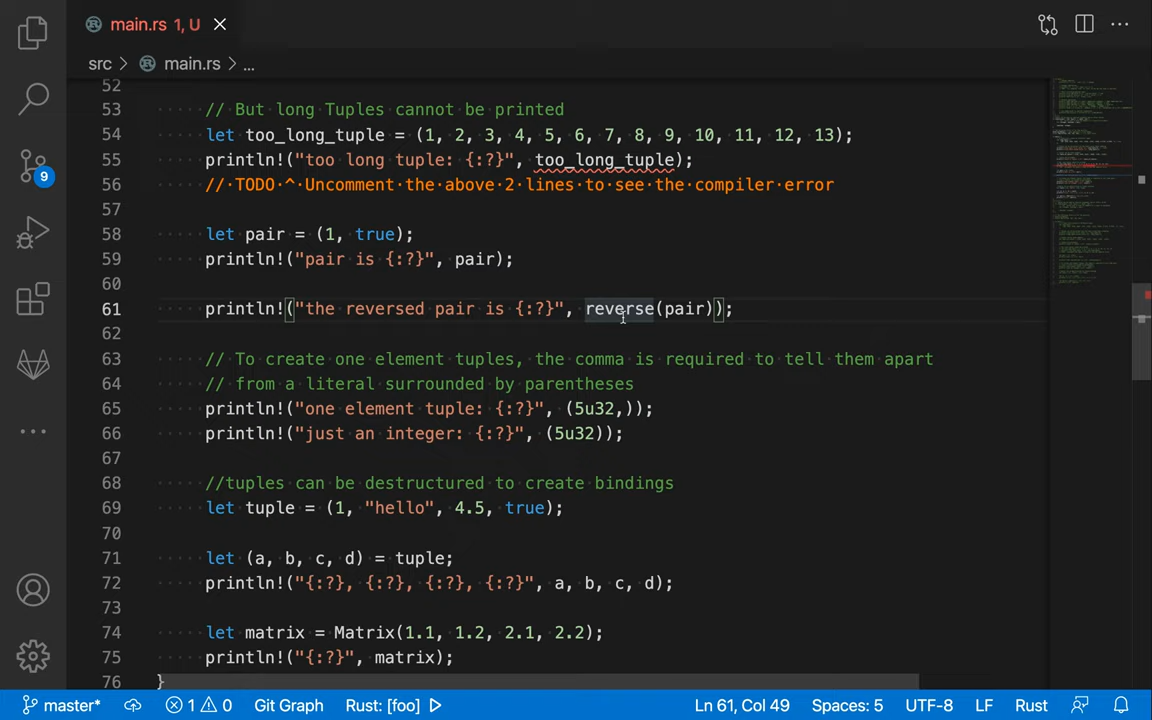 main.rs 1, U
src > main.rs > ...
52
53 // But long Tuples cannot be printed
54 let too_long_tuple = (1, 2, 3, 4, 5, 6, 7, 8, 9, 10, 11, 12, 13);
55 println!("too long tuple: {:?}", too_long_tuple);
56 // TODO ^ Uncomment the above 2 lines to see the compiler error
57
58 let pair = (1, true);
59 println!("pair is {:?}", pair);
60
61 println!("the reversed pair is {:?}", reverse(pair));
62
63 // To create one element tuples, the comma is required to tell them apart
64 // from a literal surrounded by parentheses
65 println!("one element tuple: {:?}", (5u32,));
66 println!("just an integer: {:?}", (5u32));
67
68 //tuples can be destructured to create bindings
69 let tuple = (1, "hello", 4.5, true);
70
71 let (a, b, c, d) = tuple;
72 println!("{:?}, {:?}, {:?}, {:?}", a, b, c, d);
73
74 let matrix = Matrix(1.1, 1.2, 2.1, 2.2);
75 println!("{:?}", matrix);
76 }
9
master* 1 0 Git Graph Rust: [foo] Ln 61, Col 49 Spaces: 5 UTF-8 LF Rust